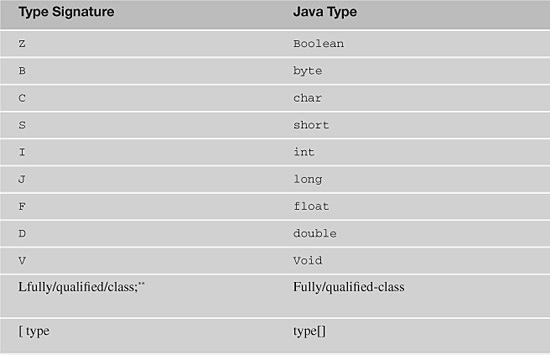 Type Signature Java Type
Z Boolean
B byte
C char
S short
I int
J long
F float
D double
V Void
Lfully/qualified/class;** Fully/qualified-class
[ type type[]